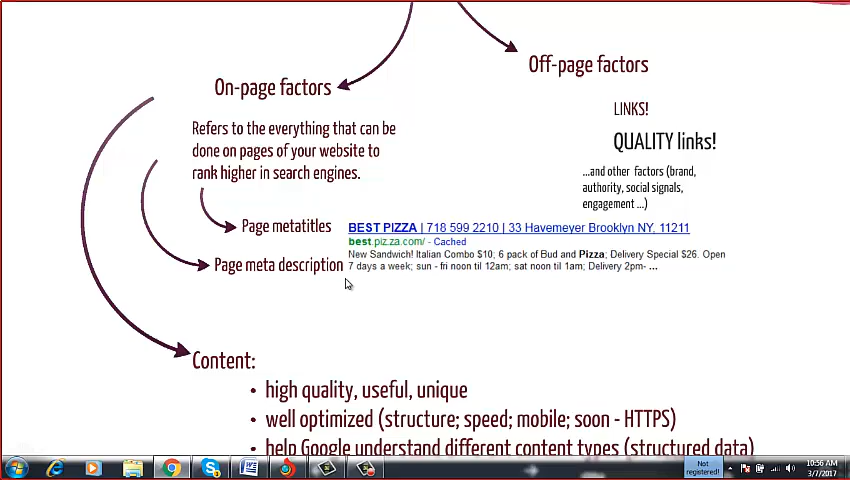 On-page factors
Off-page factors
Refers to the everything that can be
done on pages of your website to
rank higher in search engines.
LINKS!
QUALITY links!
...and other factors (brand,
authority, social signals,
engagement ...)
Page metatitles
BEST PIZZA | 718 599 2210 | 33 Havemeyer Brooklyn NY, 11211
best.piz.za.com/ - Cached
Page meta description
New Sandwich! Italian Combo $10; 6 pack of Bud and Pizza; Delivery Special $26. Open
7 days a week; sun - fri noon til 12am; sat noon til 1am; Delivery 2pm- ...
Content:
• high quality, useful, unique
• well optimized (structure; speed; mobile; soon - HTTPS)
• help Google understand different content types (structured data)
Not
registered!
10:56 AM
3/7/2017